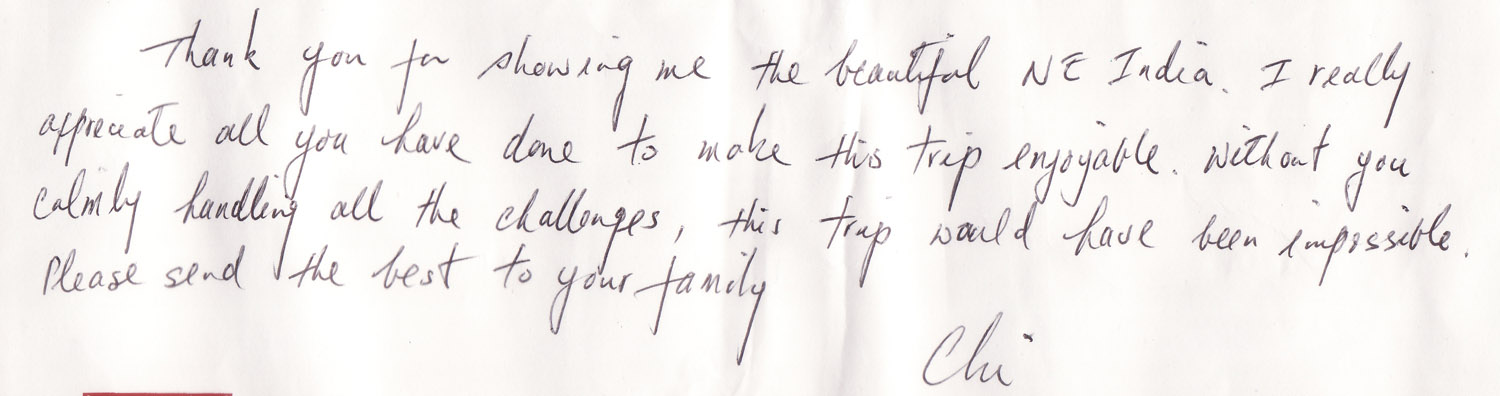 Thank you for showing me the beautiful NE India. I really
appreciate all you have done to make this trip enjoyable. Without you
calmly handling all the challenges, this trip would have been impossible.
Please send the best to your family
Chi